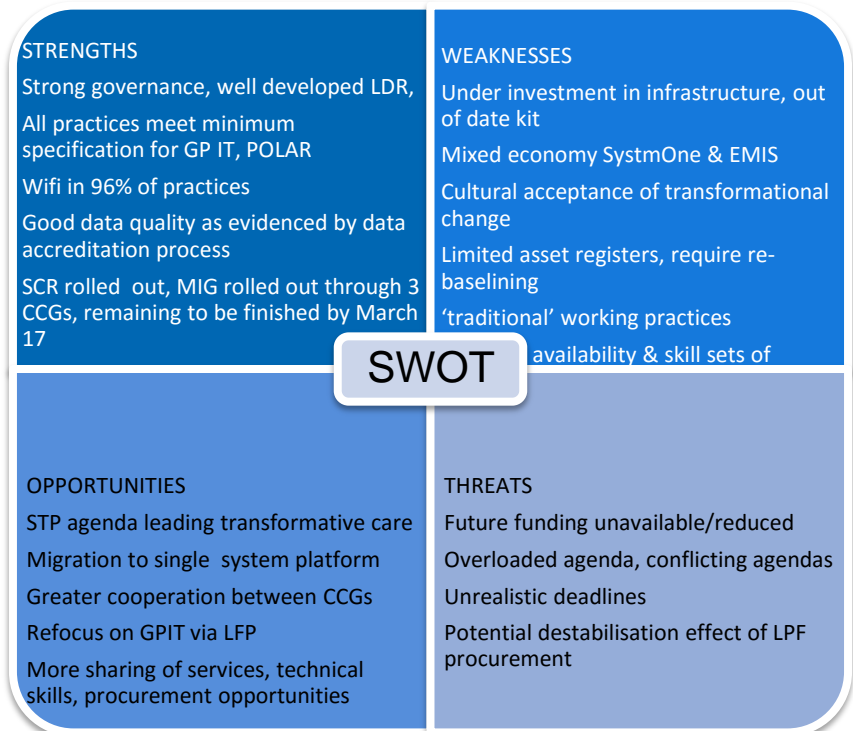 STRENGTHS
Strong governance, well developed LDR,
All practices meet minimum
specification for GP IT, POLAR
Wifi in 96% of practices
Good data quality as evidenced by data
accreditation process
SCR rolled out, MIG rolled out through 3
CCGs, remaining to be finished by March
17
WEAKNESSES
Under investment in infrastructure, out
of date kit
Mixed economy SystmOne & EMIS
Cultural acceptance of transformational
change
Limited asset registers, require re-
baselining
‘traditional’ working practices
availability & skill sets of
SWOT
OPPORTUNITIES
STP agenda leading transformative care
Migration to single system platform
Greater cooperation between CCGs
Refocus on GPIT via LFP
More sharing of services, technical
skills, procurement opportunities
THREATS
Future funding unavailable/reduced
Overloaded agenda, conflicting agendas
Unrealistic deadlines
Potential destabilisation effect of LPF
procurement